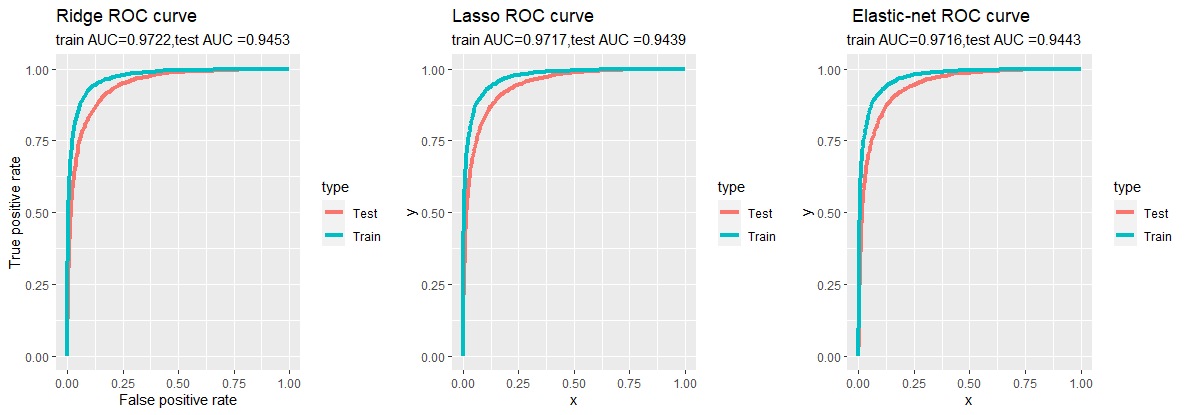 Ridge ROC curve
train AUC=0.9722,test AUC =0.9453
1.00
0.75
0.50
0.25
0.00
True positive rate
0.00 0.25 0.50 0.75 1.00
False positive rate
type
Test
Train
Lasso ROC curve
train AUC=0.9717,test AUC =0.9439
1.00
0.75
0.50
0.25
0.00
y
0.00 0.25 0.50 0.75 1.00
x
type
Test
Train
Elastic-net ROC curve
train AUC=0.9716,test AUC =0.9443
1.00
0.75
0.50
0.25
0.00
y
0.00 0.25 0.50 0.75 1.00
x
type
Test
Train